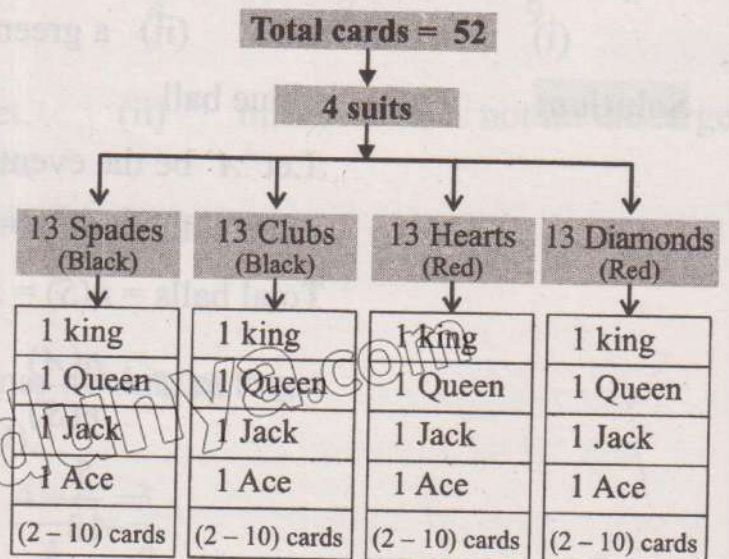 Total cards = 52
4 suits
13 Spades
(Black)
1 king
1 Queen
1 Jack
1 Ace
(2 – 10) cards
13 Clubs
(Black)
1 king
1 Queen
1 Jack
1 Ace
(2 – 10) cards
13 Hearts
(Red)
1 king
1 Queen
1 Jack
1 Ace
(2 – 10) cards
13 Diamonds
(Red)
1 king
1 Queen
1 Jack
1 Ace
(2 – 10) cards
dunya.com